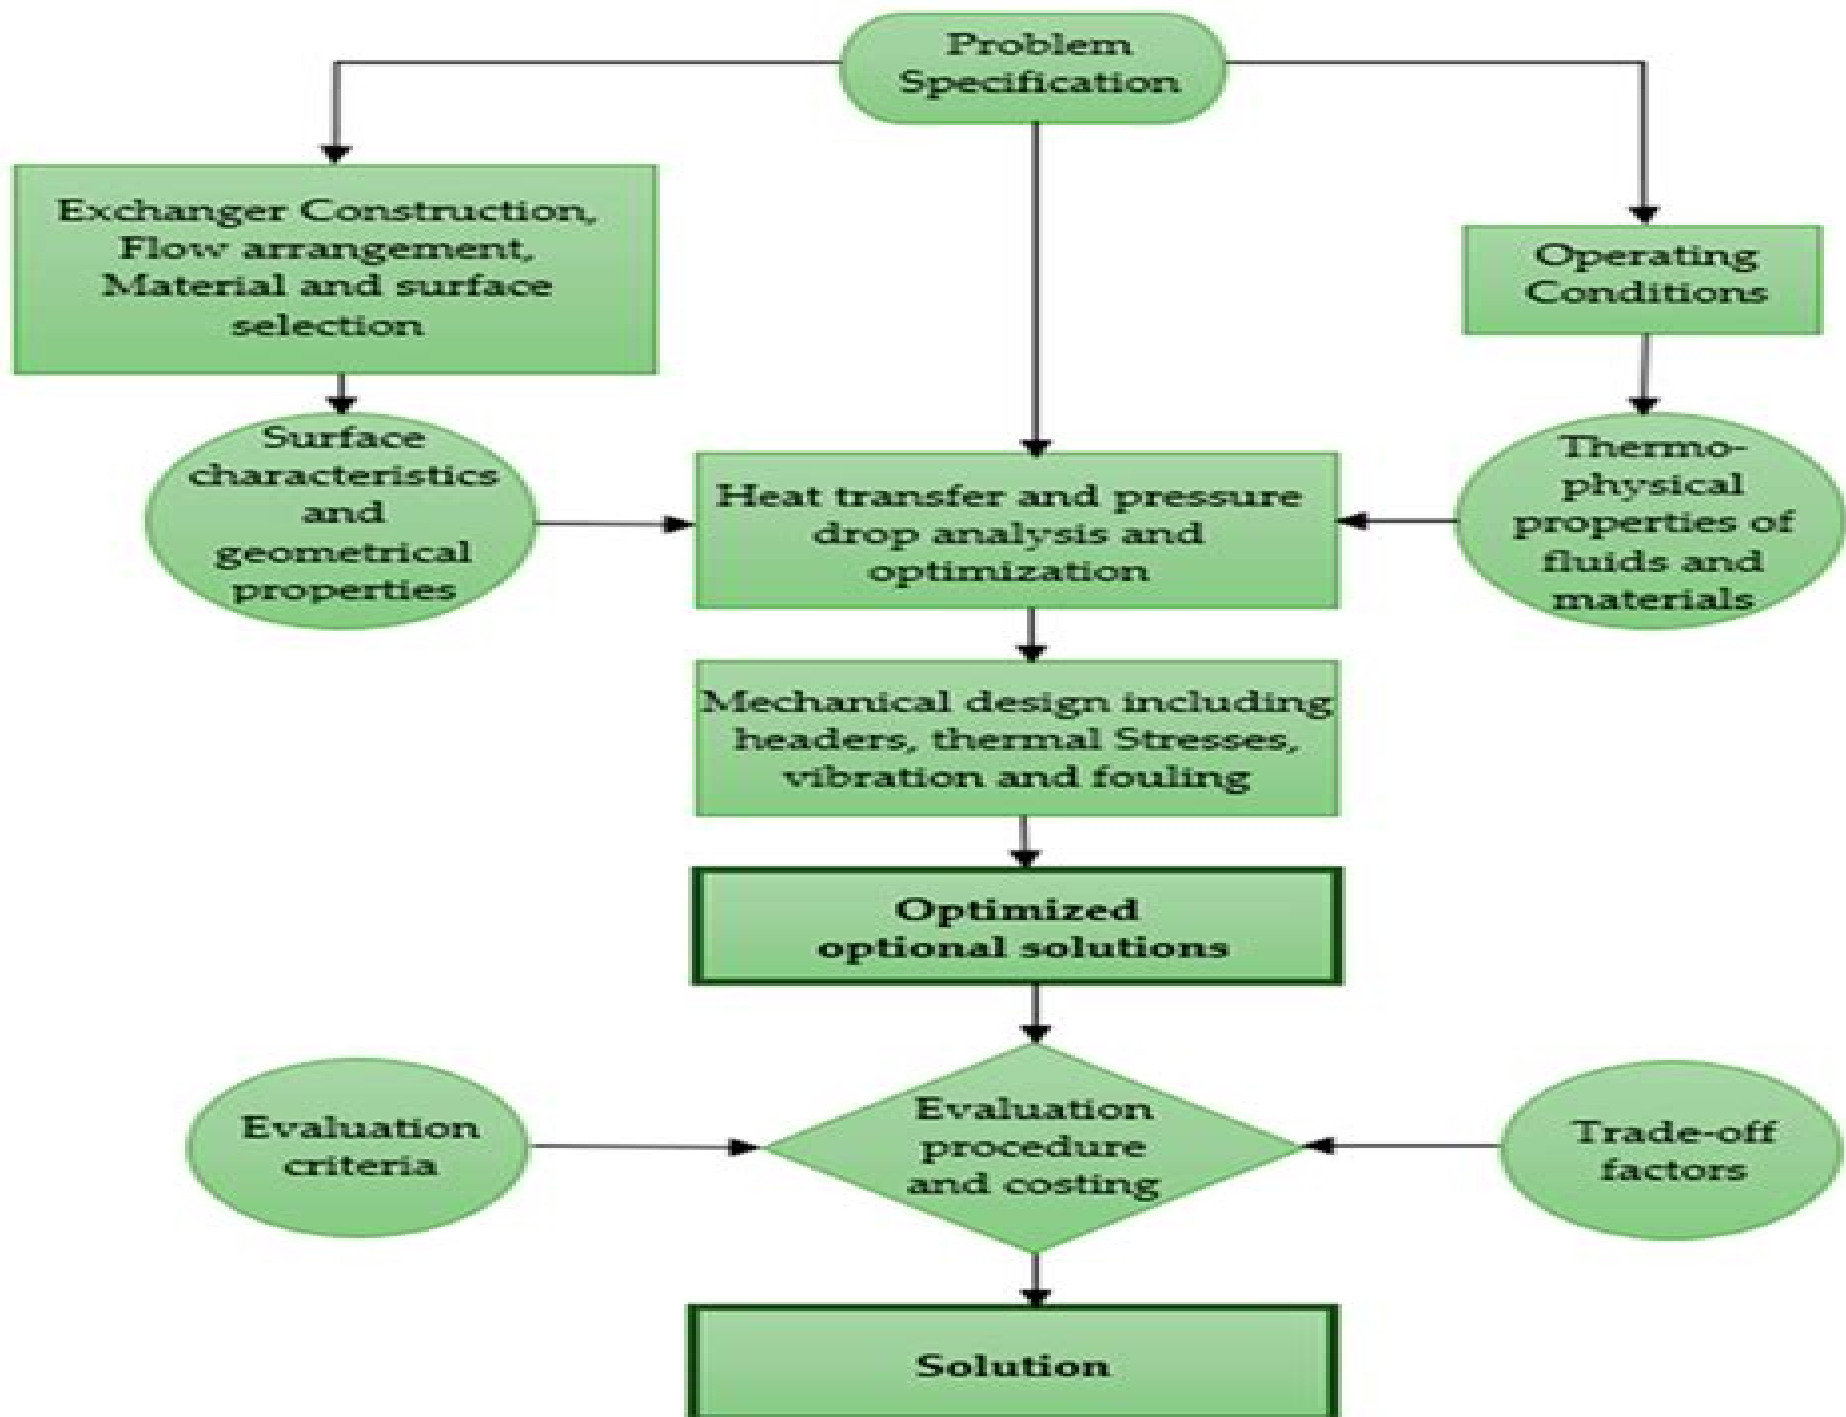 Problem
Specification
Exchanger Construction,
Flow arrangement,
Material and surface
selection
Operating
Conditions
Surface
characteristics
and
geometrical
properties
Heat transfer and pressure
drop analysis and
optimization
Thermo-
physical
properties of
fluids and
materials
Mechanical design including
headers, thermal Stresses,
vibration and fouling
Optimized
optional solutions
Evaluation
criteria
Evaluation
procedure
and costing
Trade-off
factors
Solution